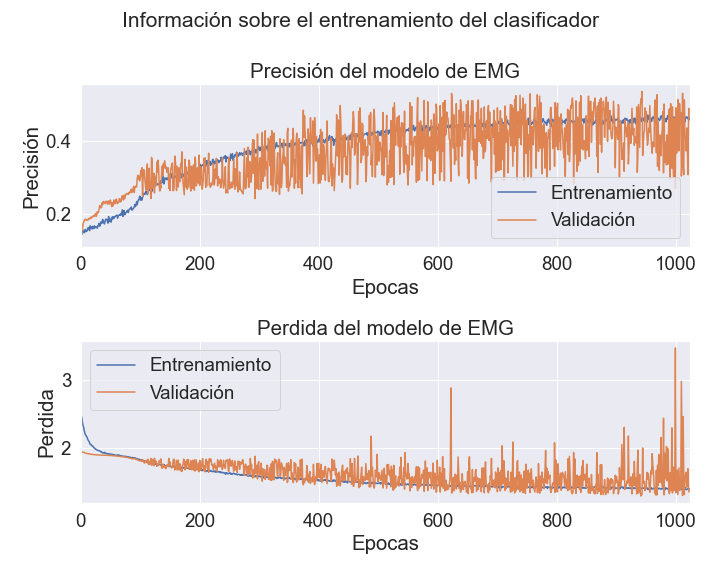 Información sobre el entrenamiento del clasificador
Precisión del modelo de EMG
Precisión
0.4
0.2
Entrenamiento
Validación
0 200 400 600 800 1000
Epocas
Perdida del modelo de EMG
Perdida
3
2
Entrenamiento
Validación
0 200 400 600 800 1000
Epocas